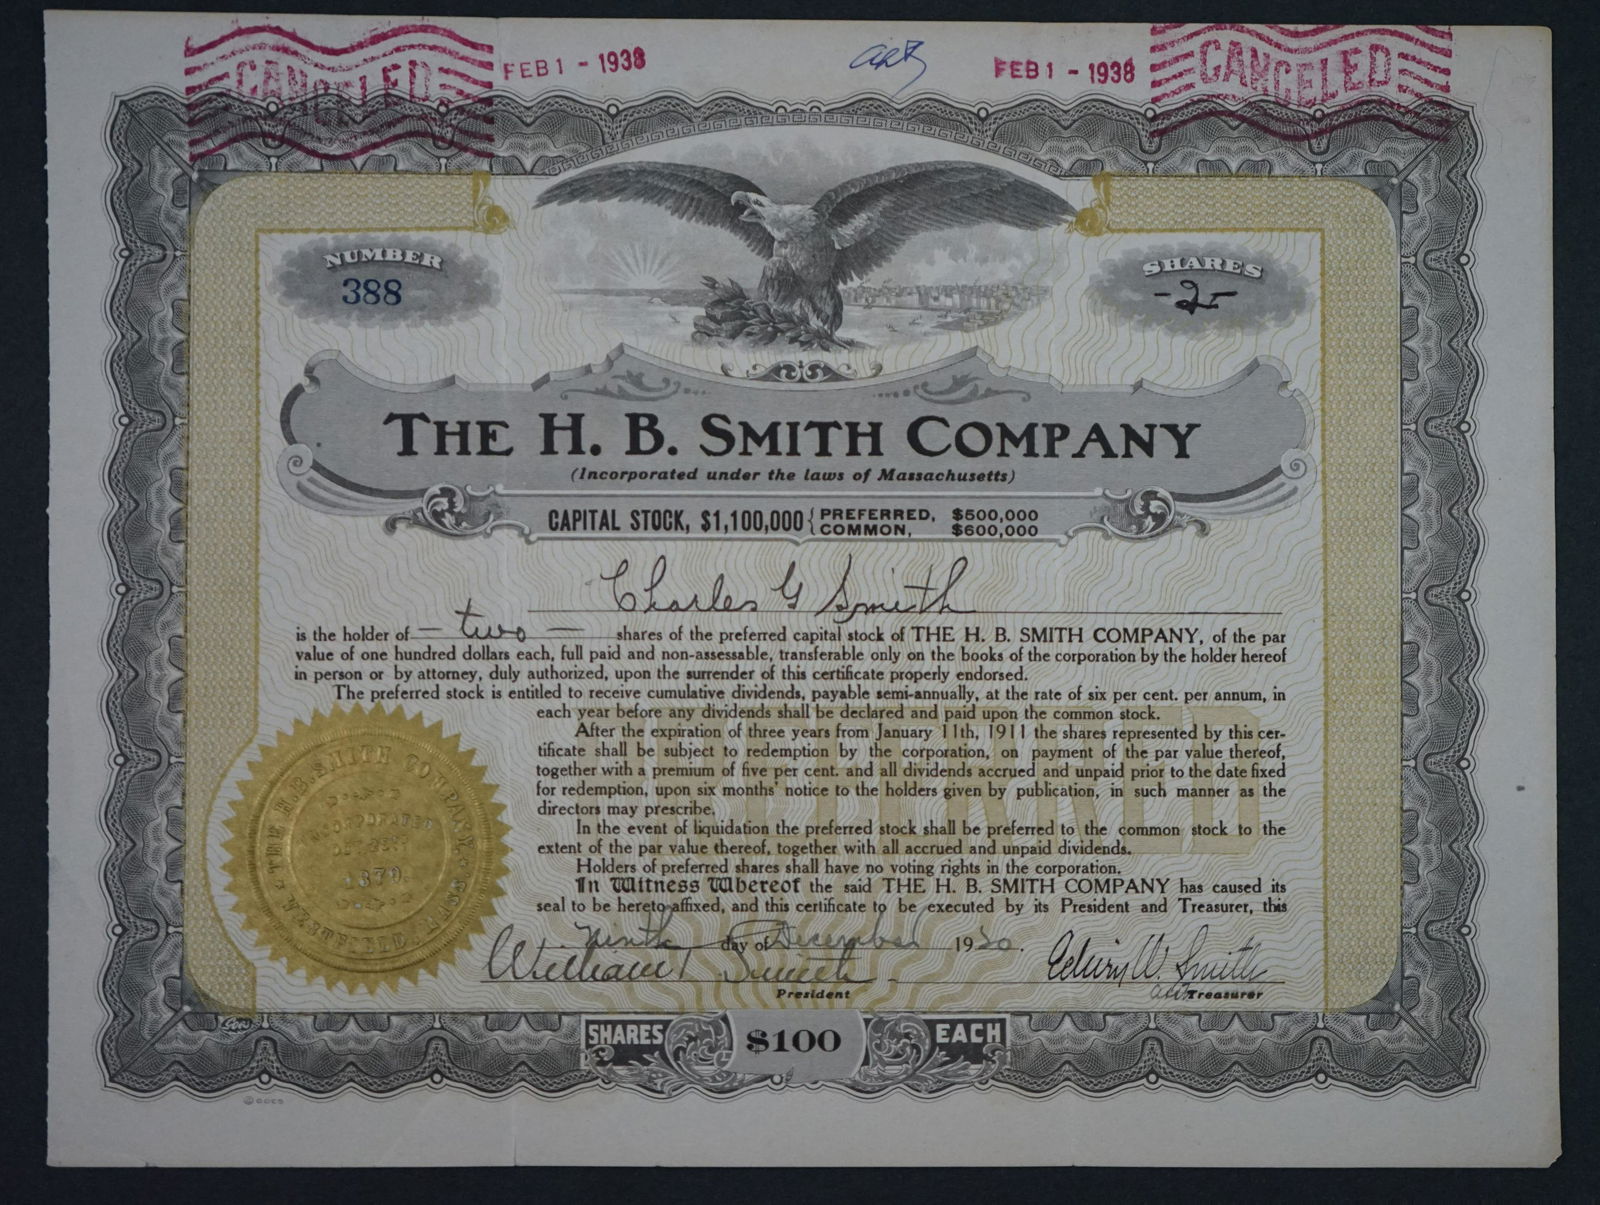 CANCELED FEB 1 - 1938 FEB 1 - 1938 CANCELED
NUMBER
388
SHARES
-2-
THE H. B. SMITH COMPANY
(Incorporated under the laws of Massachusetts)
CAPITAL STOCK, $1,100,000 { PREFERRED, $500,000
COMMON, $600,000
Charles G Smith
is the holder of - two - shares of the preferred capital stock of THE H. B. SMITH COMPANY, of the par
value of one hundred dollars each, full paid and non-assessable, transferable only on the books of the corporation by the holder hereof
in person or by attorney, duly authorized, upon the surrender of this certificate properly endorsed.
The preferred stock is entitled to receive cumulative dividends, payable semi-annually, at the rate of six per cent. per annum, in
each year before any dividends shall be declared and paid upon the common stock.
After the expiration of three years from January 11th, 1911 the shares represented by this cer-
tificate shall be subject to redemption by the corporation, on payment of the par value thereof,
together with a premium of five per cent. and all dividends accrued and unpaid prior to the date fixed
for redemption, upon six months' notice to the holders given by publication, in such manner as the
directors may prescribe.
In the event of liquidation the preferred stock shall be preferred to the common stock to the
extent of the par value thereof, together with all accrued and unpaid dividends.
Holders of preferred shares shall have no voting rights in the corporation.
In Witness Whereof the said THE H. B. SMITH COMPANY has caused its
seal to be hereto affixed, and this certificate to be executed by its President and Treasurer, this
ninth day of December 1920.
William T Smith
President
Edwin W. Smith
Treasurer
PREFERRED
THE H.B. SMITH COMPANY
INCORPORATED
1879.
WESTFIELD,
SHARES $100 EACH
GOES
© GOES